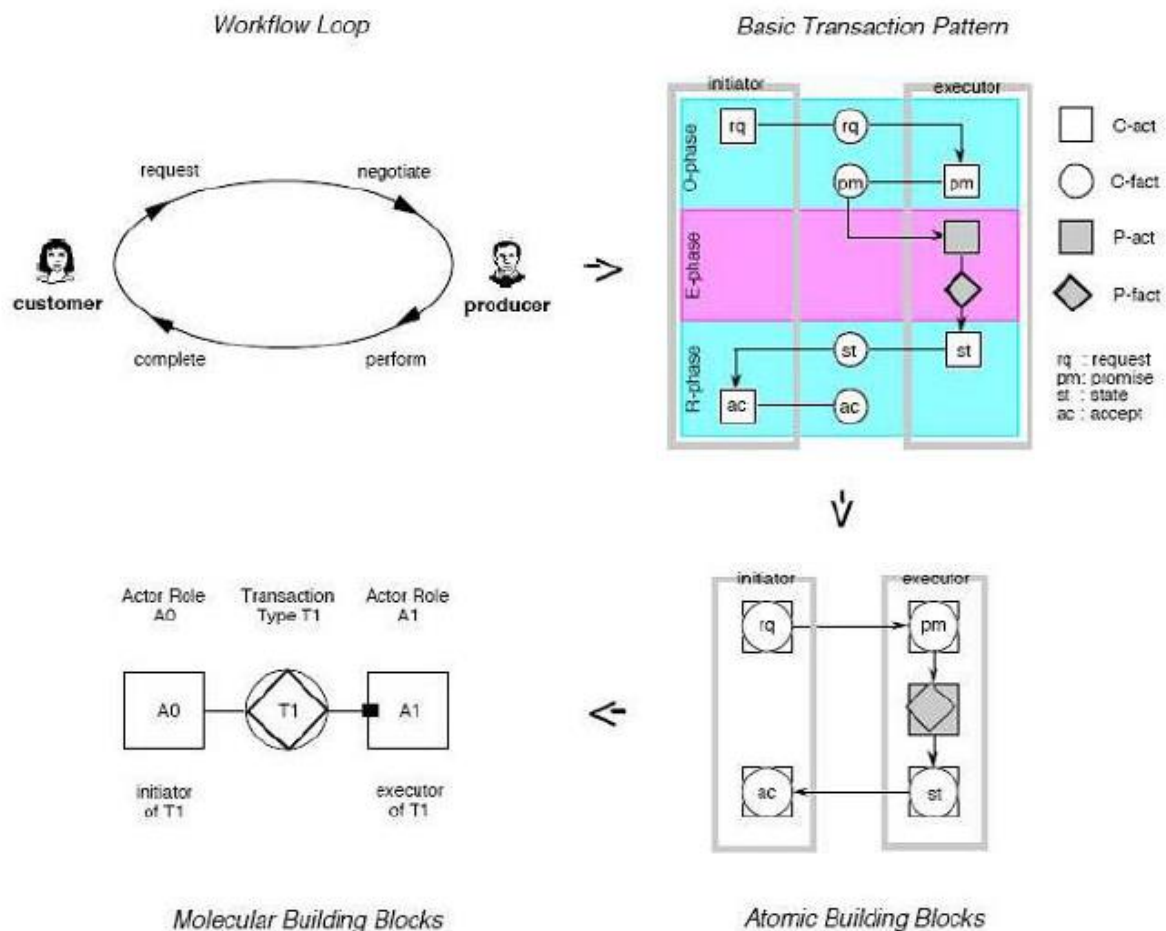 Workflow Loop
request
negotiate
customer
producer
complete
perform
Basic Transaction Pattern
initiator
executor
O-phase
rq
rq
pm
pm
E-phase
R-phase
st
st
ac
ac
C-act
C-fact
P-act
P-fact
rq : request
pm: promise
st : state
ac : accept
Actor Role
A0
Transaction
Type T1
Actor Role
A1
A0
T1
A1
initiator
of T1
executor
of T1
Molecular Building Blocks
initiator
executor
rq
pm
ac
st
Atomic Building Blocks